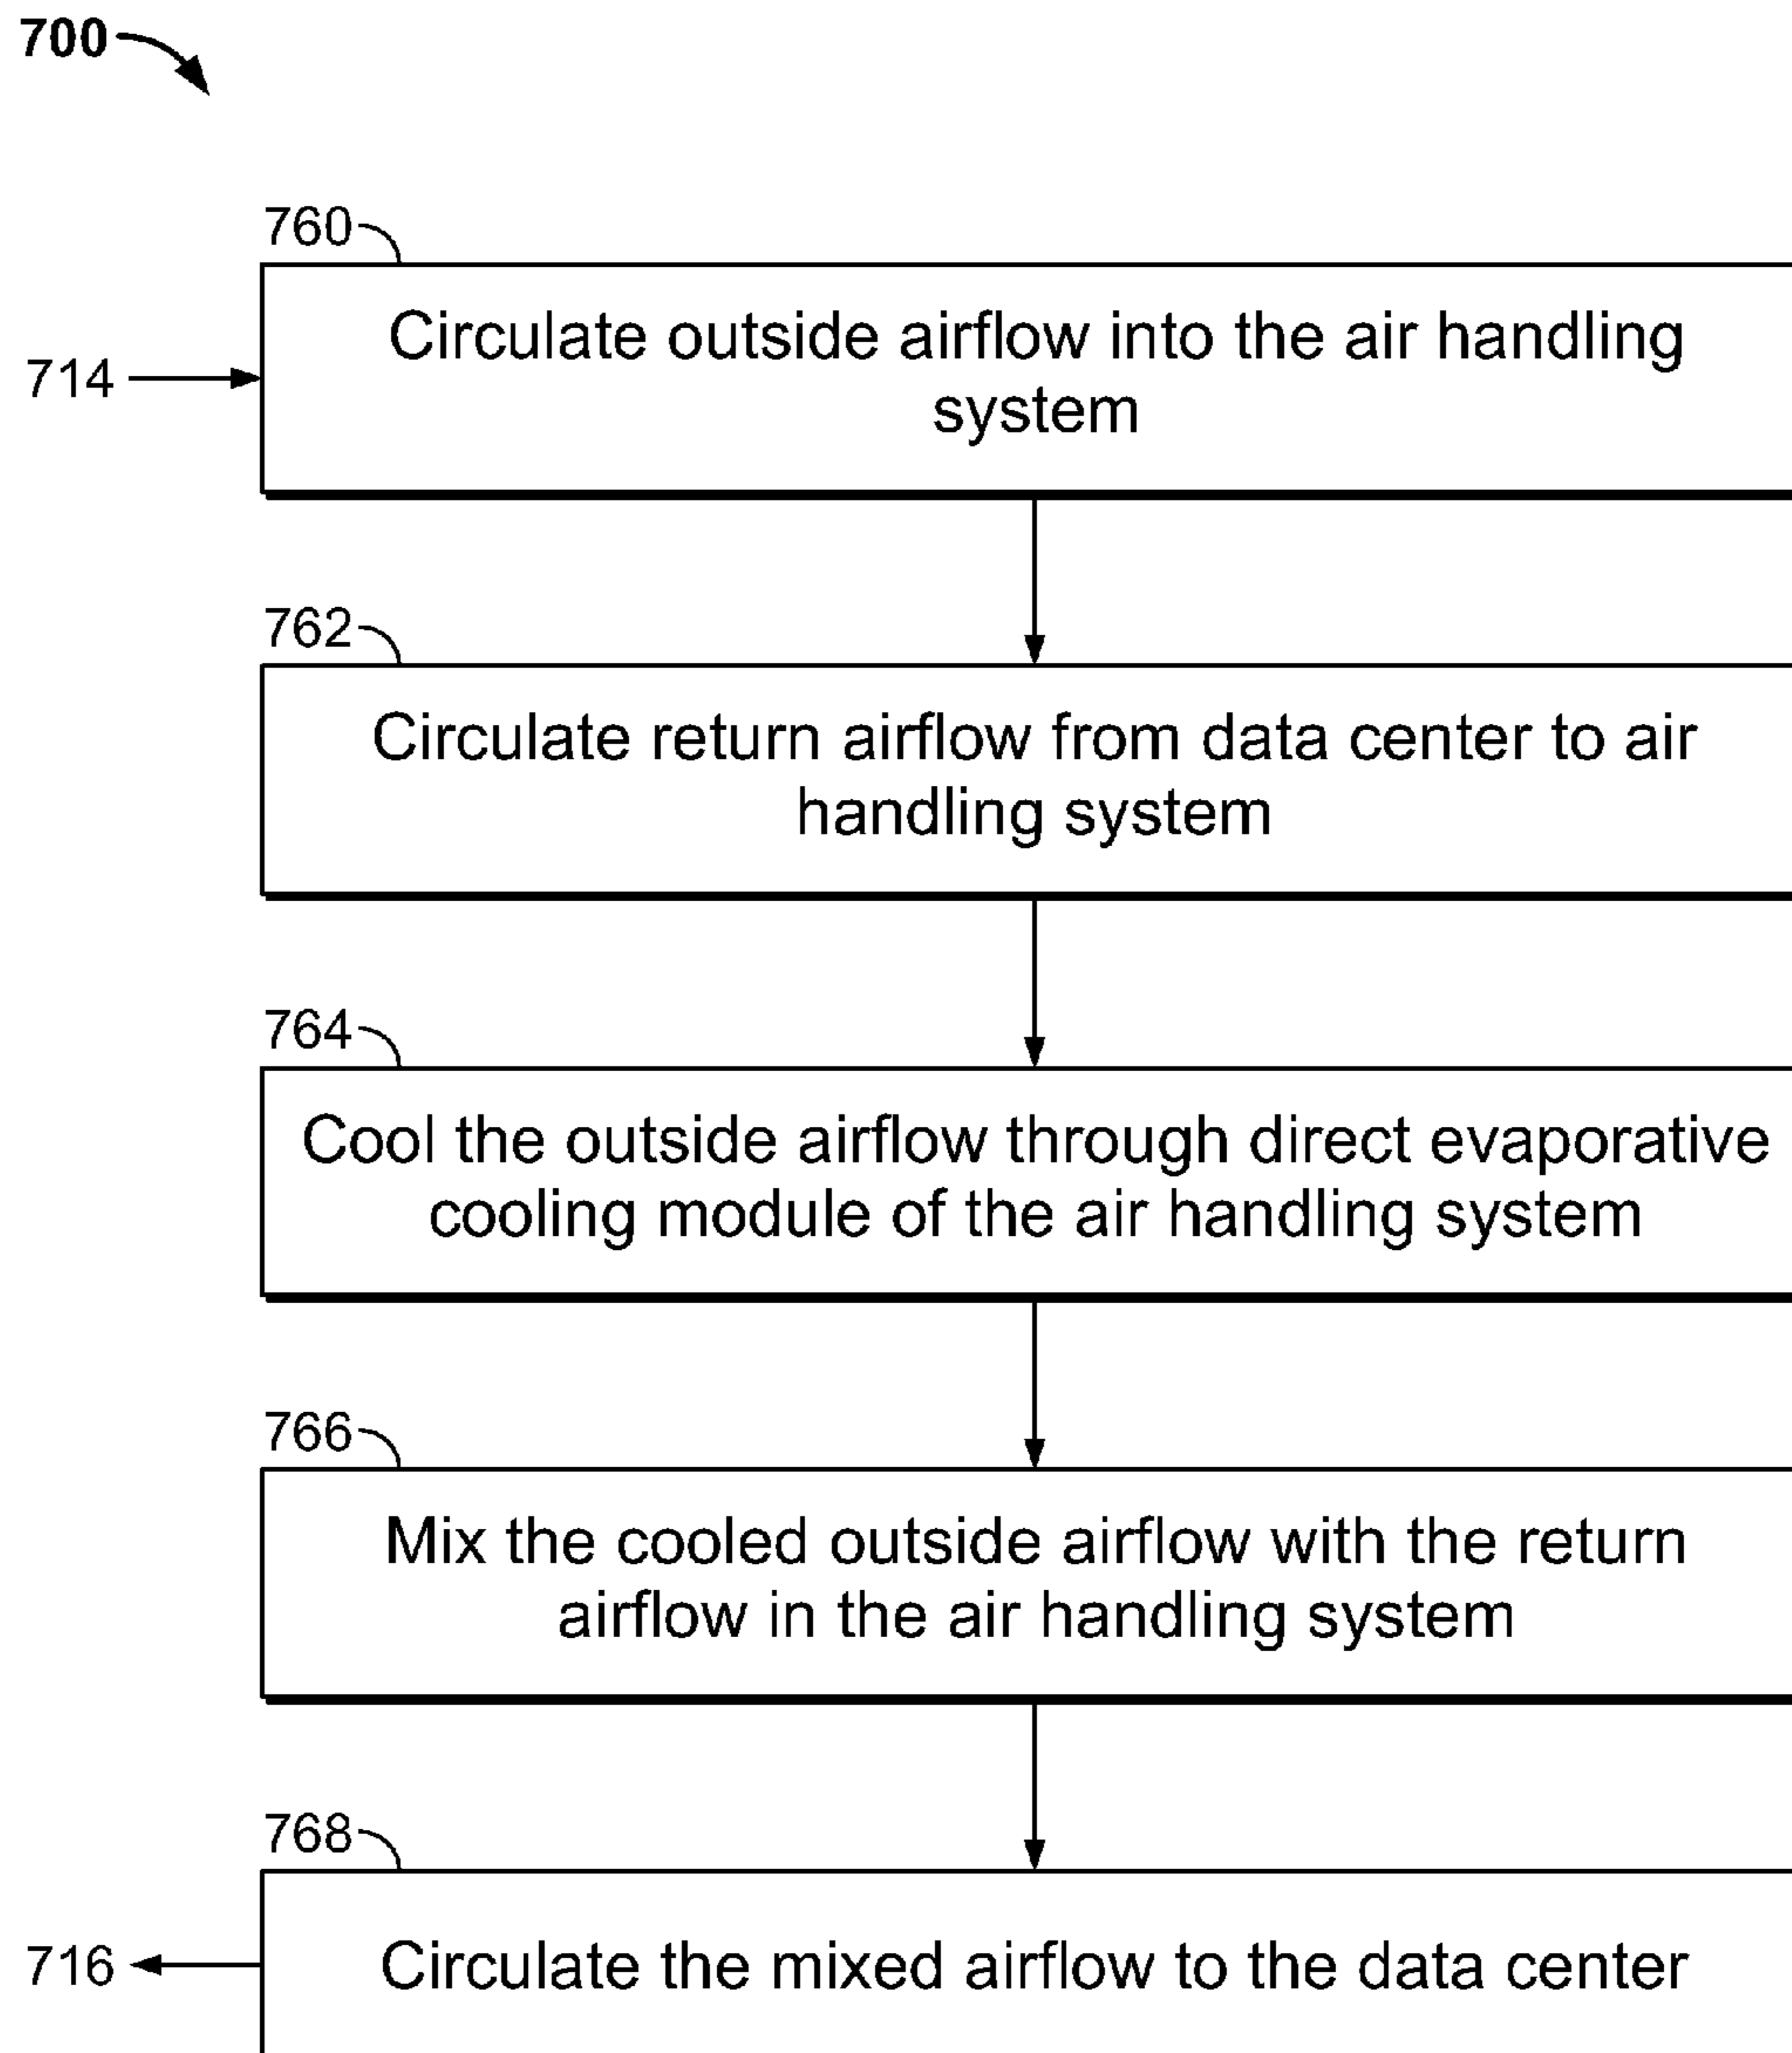 700
760
Circulate outside airflow into the air handling
system
714
762
Circulate return airflow from data center to air
handling system
764
Cool the outside airflow through direct evaporative
cooling module of the air handling system
766
Mix the cooled outside airflow with the return
airflow in the air handling system
768
Circulate the mixed airflow to the data center
716